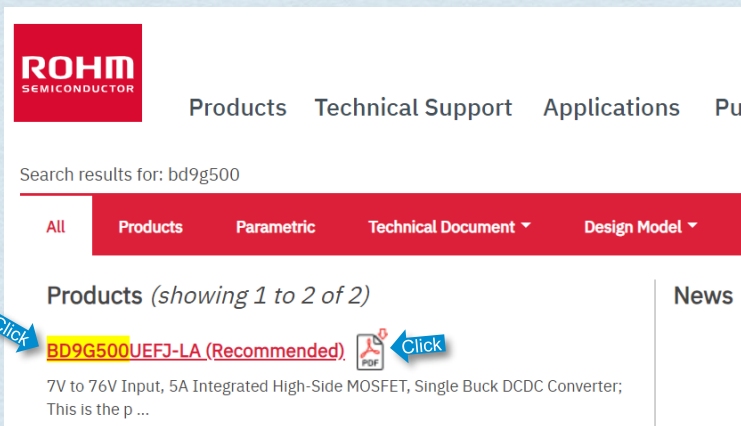 ROHM
SEMICONDUCTOR
Products Technical Support Applications Pu
Search results for: bd9g500
All Products Parametric Technical Document Design Model
Products (showing 1 to 2 of 2)
News
Click
BD9G500UEFJ-LA (Recommended)
PDF
Click
7V to 76V Input, 5A Integrated High-Side MOSFET, Single Buck DCDC Converter;
This is the p ...